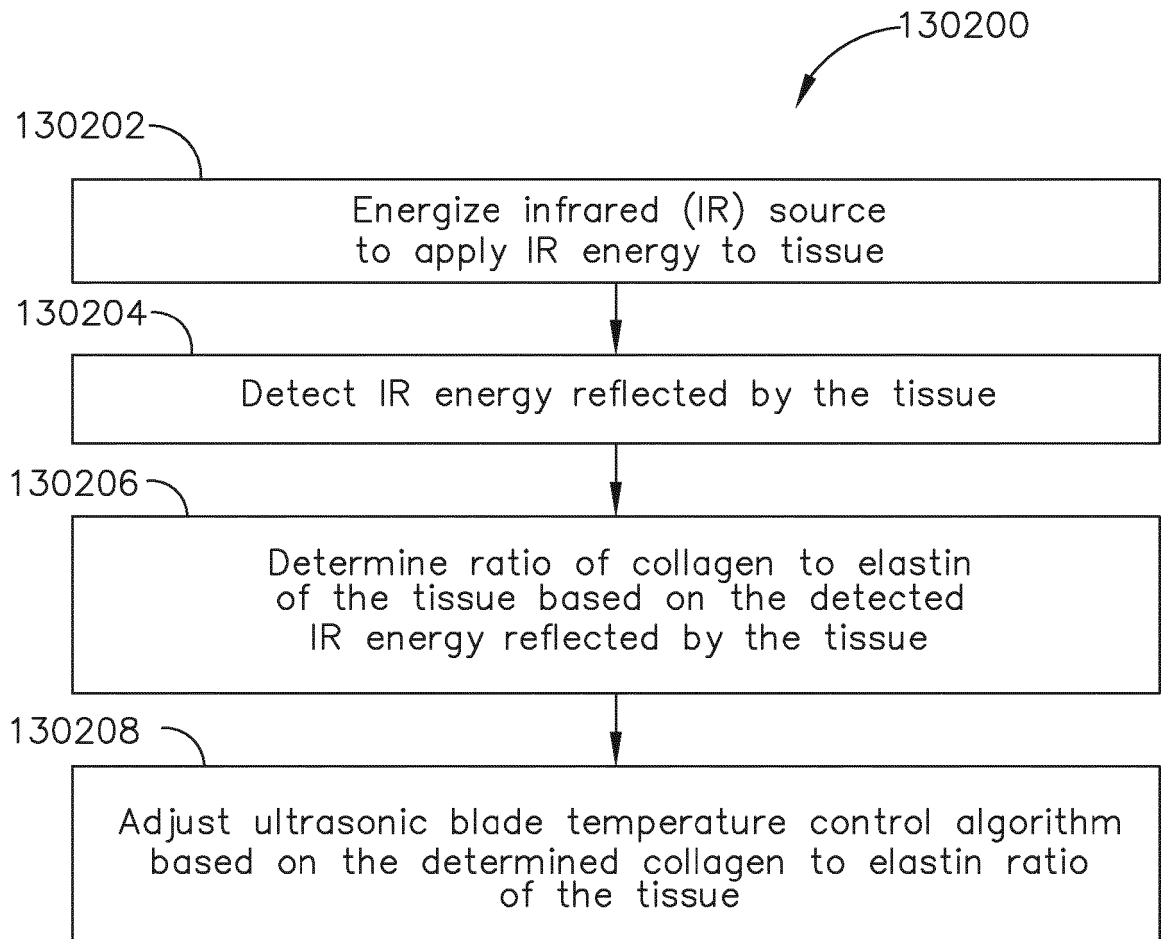 130200
130202
Energize infrared (IR) source
to apply IR energy to tissue
130204
Detect IR energy reflected by the tissue
130206
Determine ratio of collagen to elastin
of the tissue based on the detected
IR energy reflected by the tissue
130208
Adjust ultrasonic blade temperature control algorithm
based on the determined collagen to elastin ratio
of the tissue